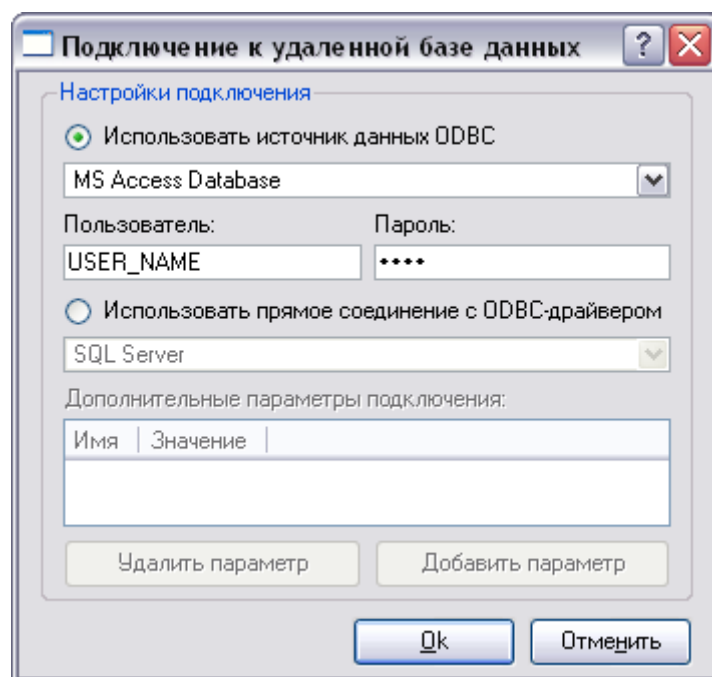 Подключение к удаленной базе данных
Настройки подключения
Использовать источник данных ODBC
MS Access Database
Пользователь: Пароль:
USER_NAME ••••
Использовать прямое соединение с ODBC-драйвером
SQL Server
Дополнительные параметры подключения:
Имя Значение
Удалить параметр Добавить параметр
Ok Отменить